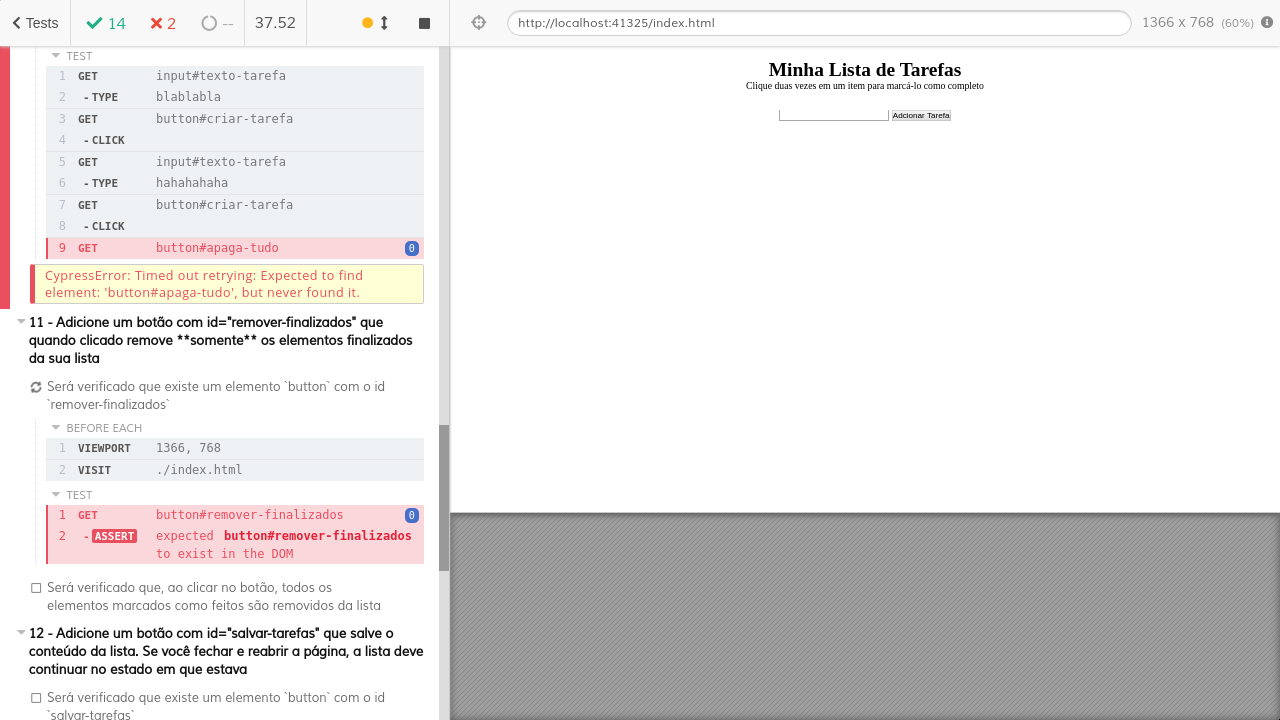 Tests 14 2 -- 37.52 http://localhost:41325/index.html 1366 x 768 (60%)
TEST
1 GET input#texto-tarefa
2 - TYPE blablabla
3 GET button#criar-tarefa
4 - CLICK
5 GET input#texto-tarefa
6 - TYPE hahahahaha
7 GET button#criar-tarefa
8 - CLICK
9 GET button#apaga-tudo 0
CypressError: Timed out retrying: Expected to find
element: 'button#apaga-tudo', but never found it.
11 - Adicione um botão com id="remover-finalizados" que
quando clicado remove **somente** os elementos finalizados
da sua lista
Será verificado que existe um elemento `button` com o id
`remover-finalizados`
BEFORE EACH
1 VIEWPORT 1366, 768
2 VISIT ./index.html
TEST
1 GET button#remover-finalizados 0
2 - ASSERT expected button#remover-finalizados
to exist in the DOM
Será verificado que, ao clicar no botão, todos os
elementos marcados como feitos são removidos da lista
12 - Adicione um botão com id="salvar-tarefas" que salve o
conteúdo da lista. Se você fechar e reabrir a página, a lista deve
continuar no estado em que estava
Será verificado que existe um elemento `button` com o id
`salvar-tarefas`
Minha Lista de Tarefas
Clique duas vezes em um item para marcá-lo como completo
Adcionar Tarefa